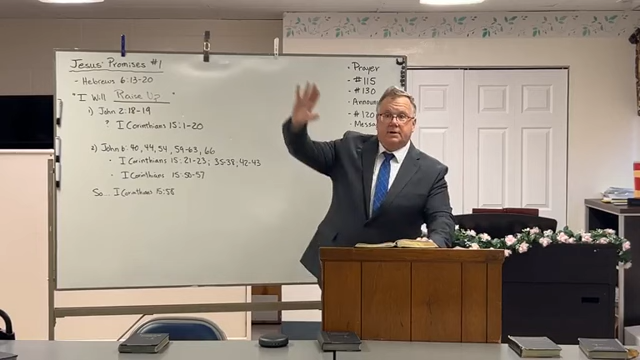 Jesus' Promises #1
- Hebrews 6:13-20
"I Will Raise Up"
1) John 2:18-19
I Corinthians 15:1-20
2) John 6:40, 44, 54, 59-63, 66
• I Corinthians 15:21-23; 35-38; 42-43
• I Corinthians 15:50-57
So... I Corinthians 15:58
• Prayer
- #115
- #130
- #120